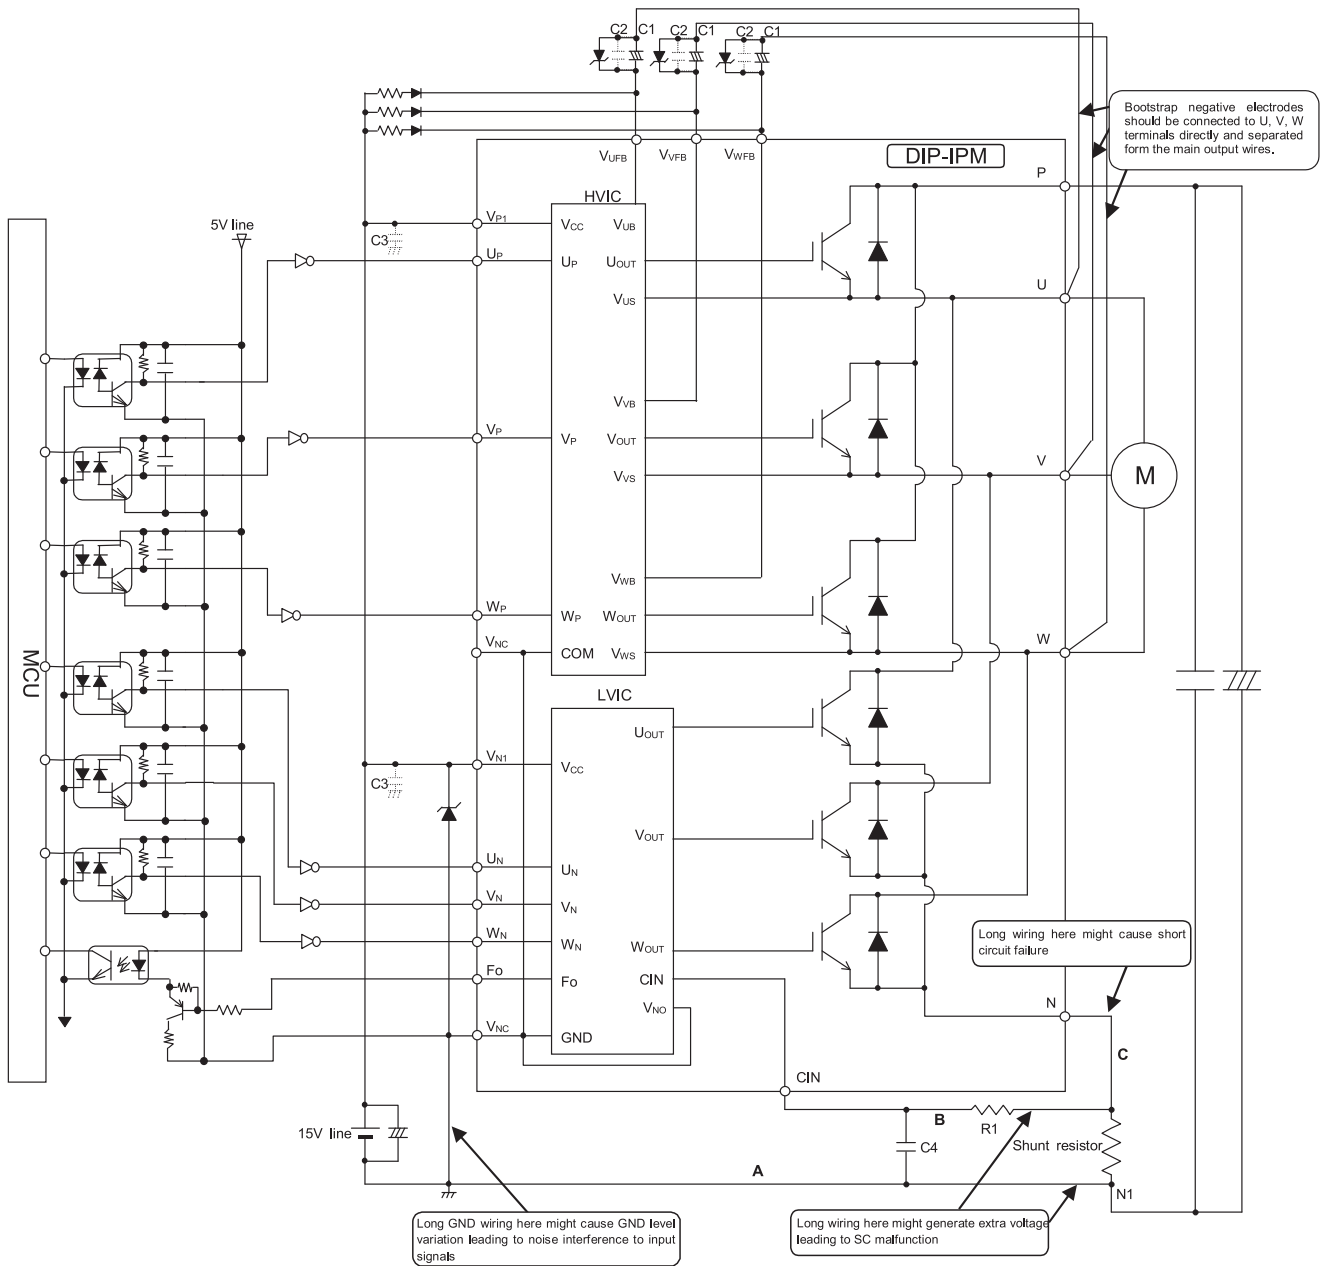 C2 C1 C2 C1 C2 C1
Bootstrap negative electrodes
should be connected to U, V, W
terminals directly and separated
form the main output wires.
VUFB VVFB VWFB
DIP-IPM
P
HVIC
5V line
C3
VP1
VCC VUB
UP
UP UOUT
VUS
U
VVB
VP
VP VOUT
VVS
V
M
VWB
WP
WP WOUT
VNC
COM VWS
W
MCU
LVIC
UOUT
VN1
VCC
C3
VOUT
UN
UN
VN
VN
WN
WN WOUT
Long wiring here might cause short
circuit failure
Fo
Fo CIN
VNO
N
VNC
GND
C
CIN
15V line
B
R1
C4
Shunt resistor
A
N1
Long GND wiring here might cause GND level
variation leading to noise interference to input
signals
Long wiring here might generate extra voltage
leading to SC malfunction